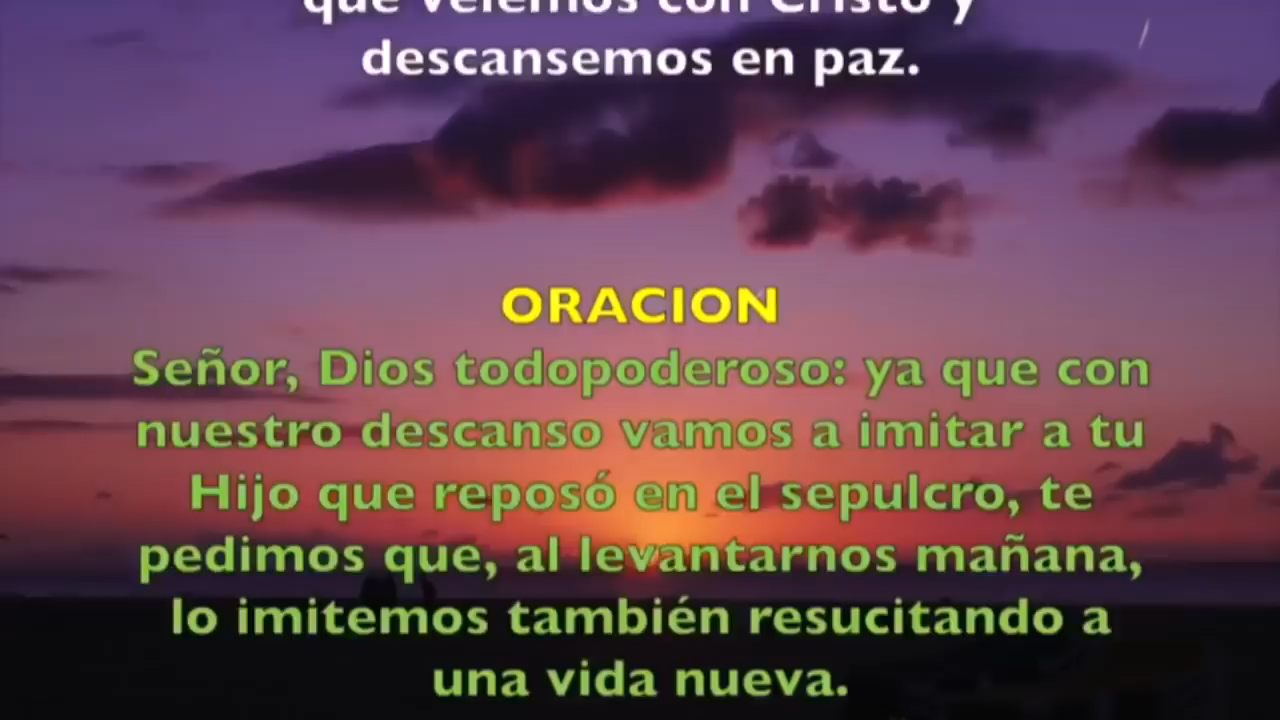 que velemos con Cristo y
descansemos en paz.
ORACION
Señor, Dios todopoderoso: ya que con
nuestro descanso vamos a imitar a tu
Hijo que reposó en el sepulcro, te
pedimos que, al levantarnos mañana,
lo imitemos también resucitando a
una vida nueva.